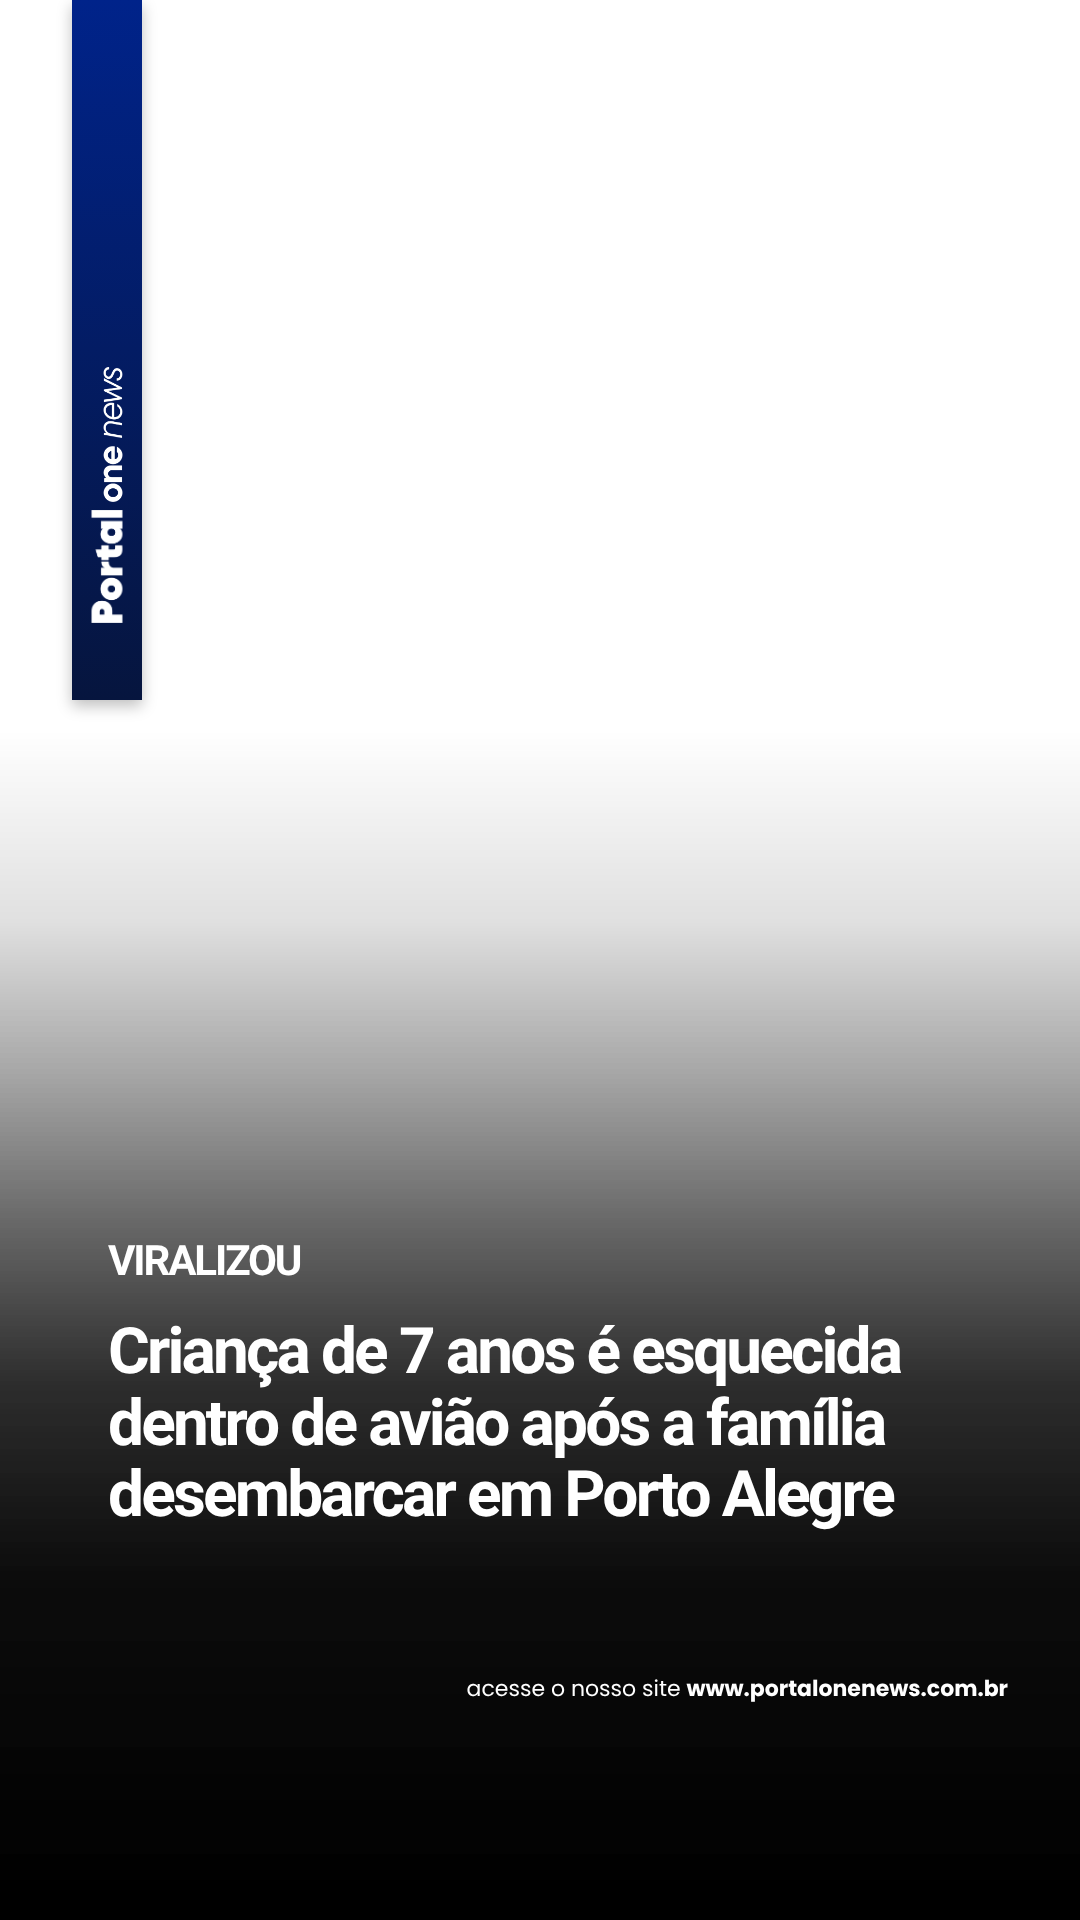 Portal one news
VIRALIZOU
Criança de 7 anos é esquecida
dentro de avião após a família
desembarcar em Porto Alegre
acesse o nosso site www.portalonenews.com.br